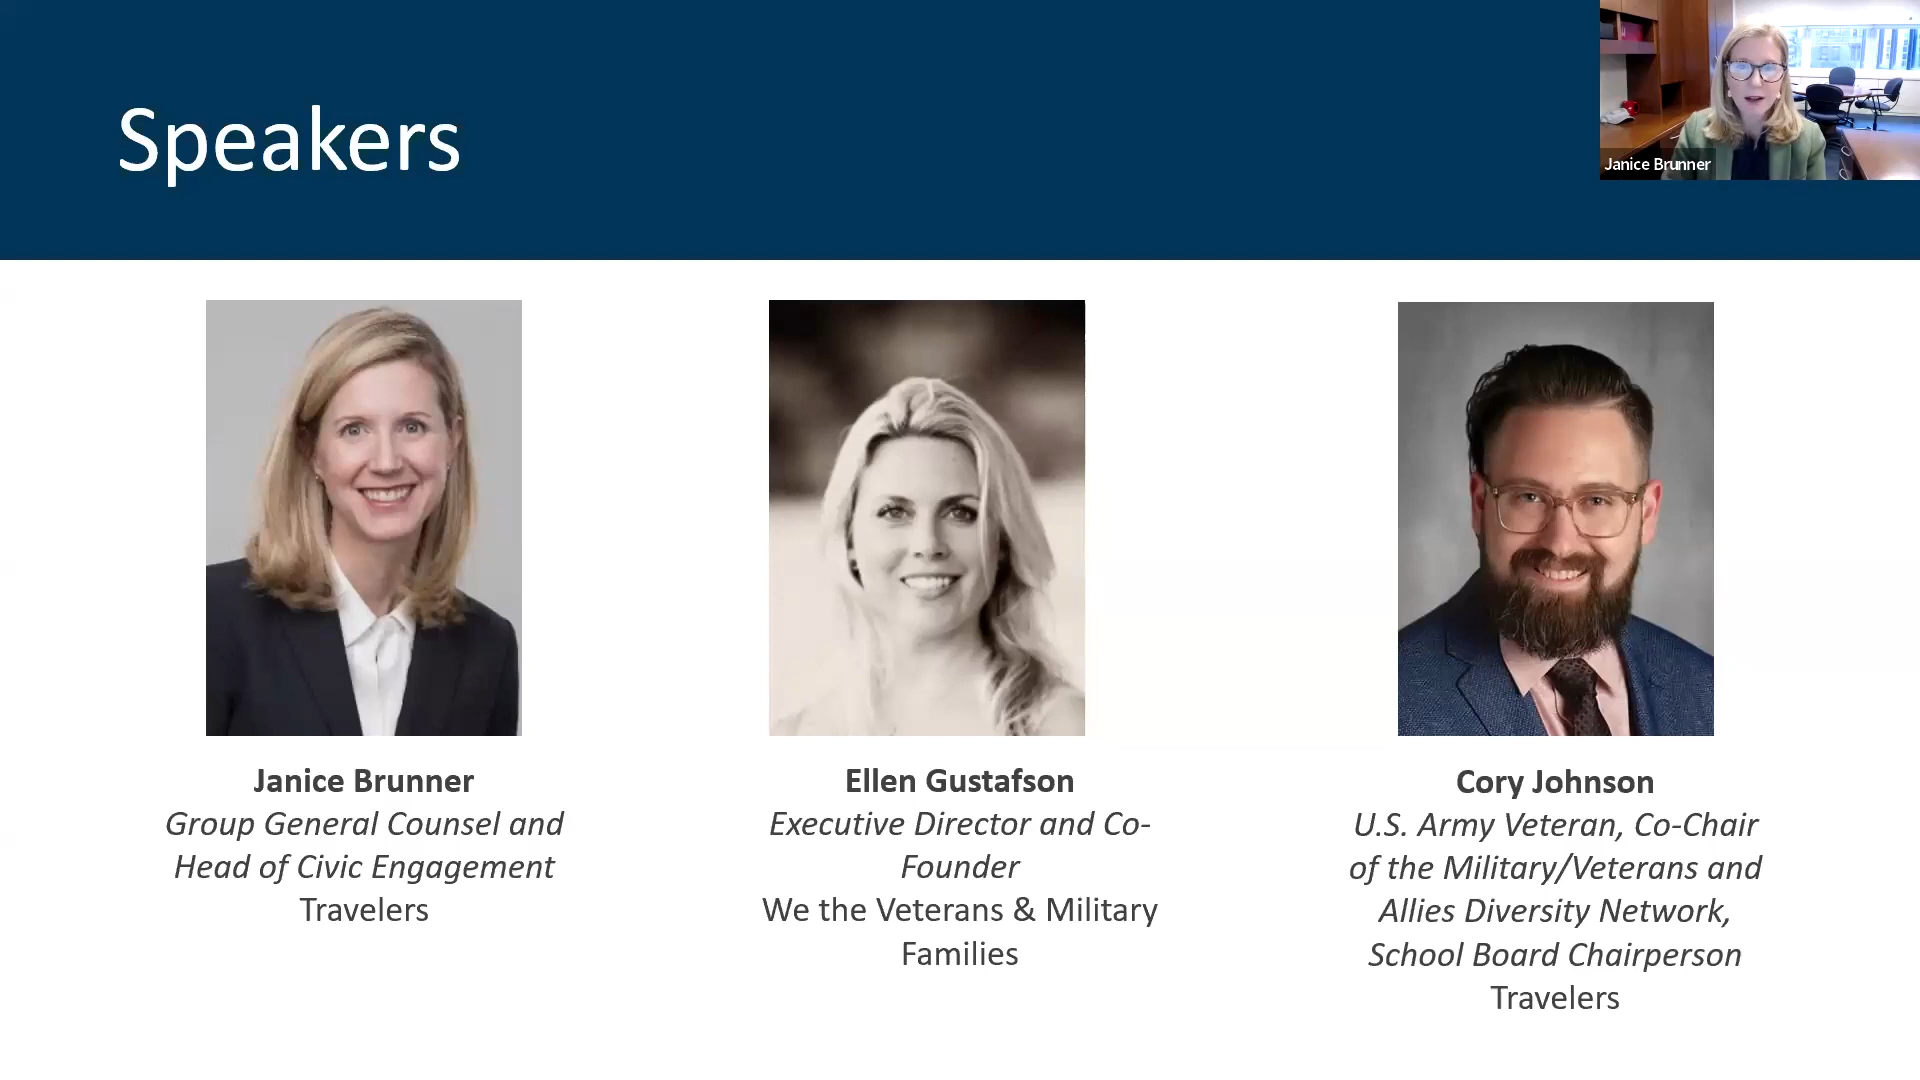 Speakers
Janice Brunner
Janice Brunner
Group General Counsel and
Head of Civic Engagement
Travelers
Ellen Gustafson
Executive Director and Co-
Founder
We the Veterans & Military
Families
Cory Johnson
U.S. Army Veteran, Co-Chair
of the Military/Veterans and
Allies Diversity Network,
School Board Chairperson
Travelers